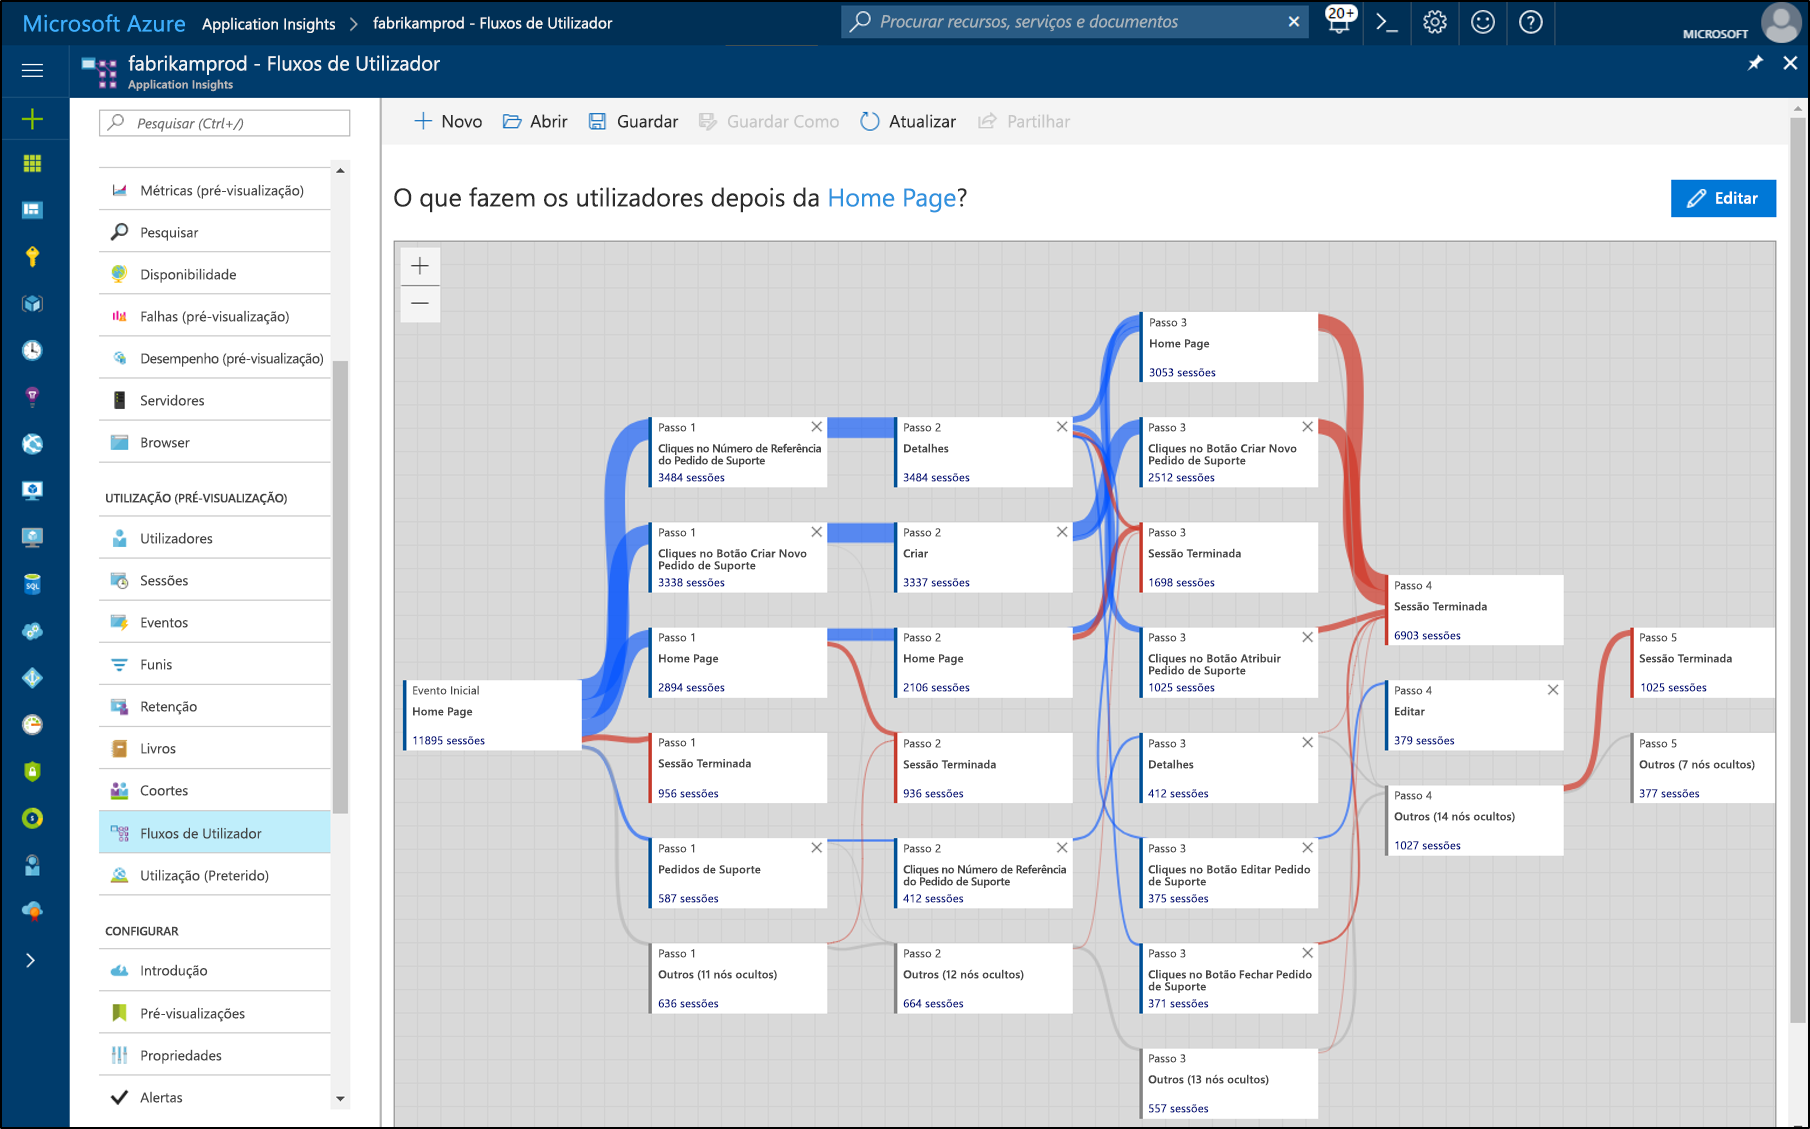 Microsoft Azure Application Insights > fabrikamprod - Fluxos de Utilizador
Procurar recursos, serviços e documentos
20+
MICROSOFT
fabrikamprod - Fluxos de Utilizador
Application Insights
Pesquisar (Ctrl+/)
Métricas (pré-visualização)
Pesquisar
Disponibilidade
Falhas (pré-visualização)
Desempenho (pré-visualização)
Servidores
Browser
UTILIZAÇÃO (PRÉ-VISUALIZAÇÃO)
Utilizadores
Sessões
Eventos
Funis
Retenção
Livros
Coortes
Fluxos de Utilizador
Utilização (Preterido)
CONFIGURAR
Introdução
Pré-visualizações
Propriedades
Alertas
SQL
Novo
Abrir
Guardar
Guardar Como
Atualizar
Partilhar
O que fazem os utilizadores depois da Home Page?
Editar
Evento Inicial
Home Page
11895 sessões
Passo 1
Cliques no Número de Referência
do Pedido de Suporte
3484 sessões
Passo 1
Cliques no Botão Criar Novo
Pedido de Suporte
3338 sessões
Passo 1
Home Page
2894 sessões
Passo 1
Sessão Terminada
956 sessões
Passo 1
Pedidos de Suporte
587 sessões
Passo 1
Outros (11 nós ocultos)
636 sessões
Passo 2
Detalhes
3484 sessões
Passo 2
Criar
3337 sessões
Passo 2
Home Page
2106 sessões
Passo 2
Sessão Terminada
936 sessões
Passo 2
Cliques no Número de Referência
do Pedido de Suporte
412 sessões
Passo 2
Outros (12 nós ocultos)
664 sessões
Passo 3
Home Page
3053 sessões
Passo 3
Cliques no Botão Criar Novo
Pedido de Suporte
2512 sessões
Passo 3
Sessão Terminada
1698 sessões
Passo 3
Cliques no Botão Atribuir
Pedido de Suporte
1025 sessões
Passo 3
Detalhes
412 sessões
Passo 3
Cliques no Botão Editar Pedido
de Suporte
375 sessões
Passo 3
Cliques no Botão Fechar Pedido
de Suporte
371 sessões
Passo 3
Outros (13 nós ocultos)
557 sessões
Passo 4
Sessão Terminada
6903 sessões
Passo 4
Editar
379 sessões
Passo 4
Outros (14 nós ocultos)
1027 sessões
Passo 5
Sessão Terminada
1025 sessões
Passo 5
Outros (7 nós ocultos)
377 sessões